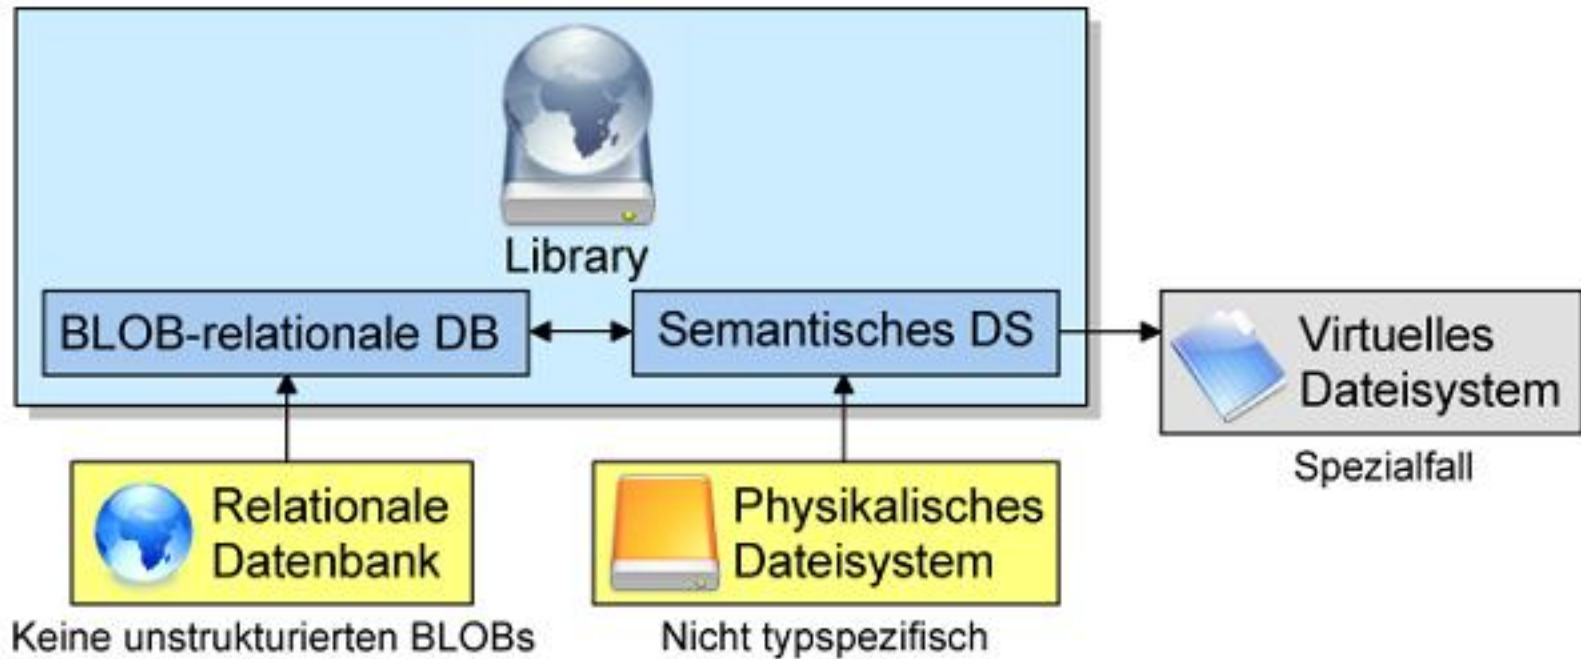 Library
BLOB-relationale DB
Semantisches DS
Virtuelles
Dateisystem
Spezialfall
Relationale
Datenbank
Physikalisches
Dateisystem
Keine unstrukturierten BLOBs
Nicht typspezifisch